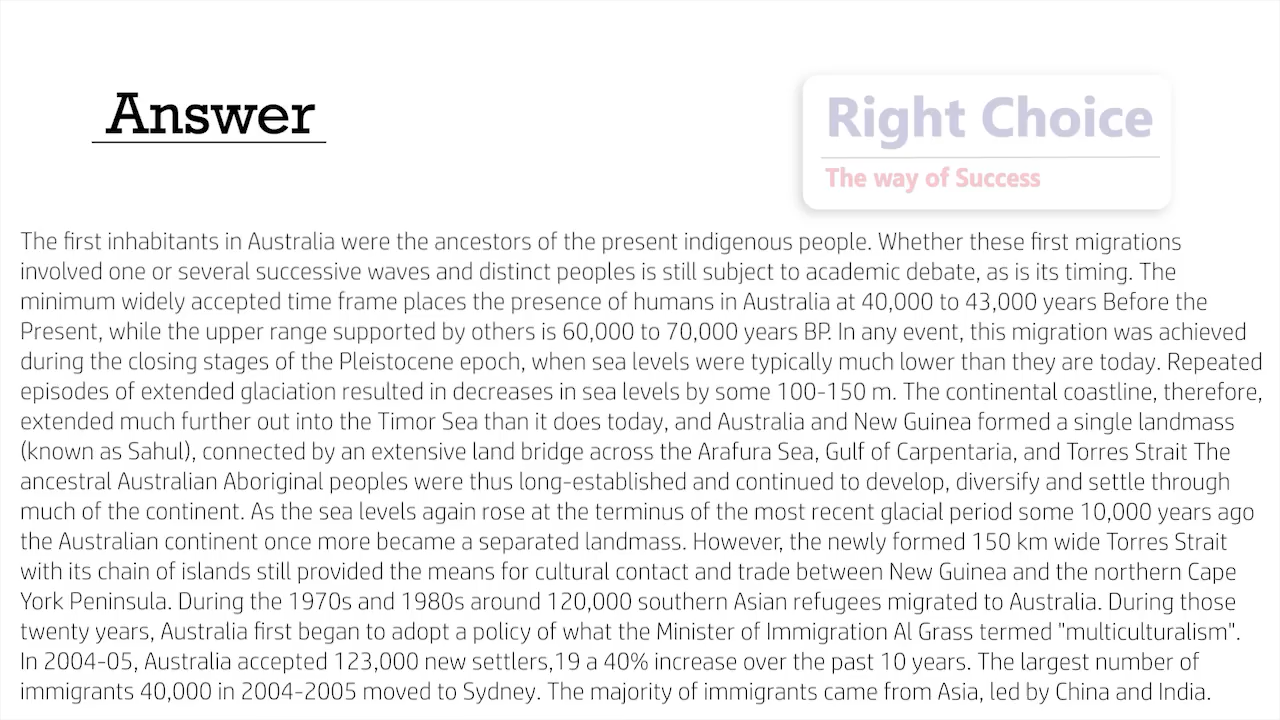 Answer
Right Choice
The way of Success
The first inhabitants in Australia were the ancestors of the present indigenous people. Whether these first migrations
involved one or several successive waves and distinct peoples is still subject to academic debate, as is its timing. The
minimum widely accepted time frame places the presence of humans in Australia at 40,000 to 43,000 years Before the
Present, while the upper range supported by others is 60,000 to 70,000 years BP. In any event, this migration was achieved
during the closing stages of the Pleistocene epoch, when sea levels were typically much lower than they are today. Repeated
episodes of extended glaciation resulted in decreases in sea levels by some 100-150 m. The continental coastline, therefore,
extended much further out into the Timor Sea than it does today, and Australia and New Guinea formed a single landmass
(known as Sahul), connected by an extensive land bridge across the Arafura Sea, Gulf of Carpentaria, and Torres Strait The
ancestral Australian Aboriginal peoples were thus long-established and continued to develop, diversify and settle through
much of the continent. As the sea levels again rose at the terminus of the most recent glacial period some 10,000 years ago
the Australian continent once more became a separated landmass. However, the newly formed 150 km wide Torres Strait
with its chain of islands still provided the means for cultural contact and trade between New Guinea and the northern Cape
York Peninsula. During the 1970s and 1980s around 120,000 southern Asian refugees migrated to Australia. During those
twenty years, Australia first began to adopt a policy of what the Minister of Immigration Al Grass termed "multiculturalism".
In 2004-05, Australia accepted 123,000 new settlers,19 a 40% increase over the past 10 years. The largest number of
immigrants 40,000 in 2004-2005 moved to Sydney. The majority of immigrants came from Asia, led by China and India.